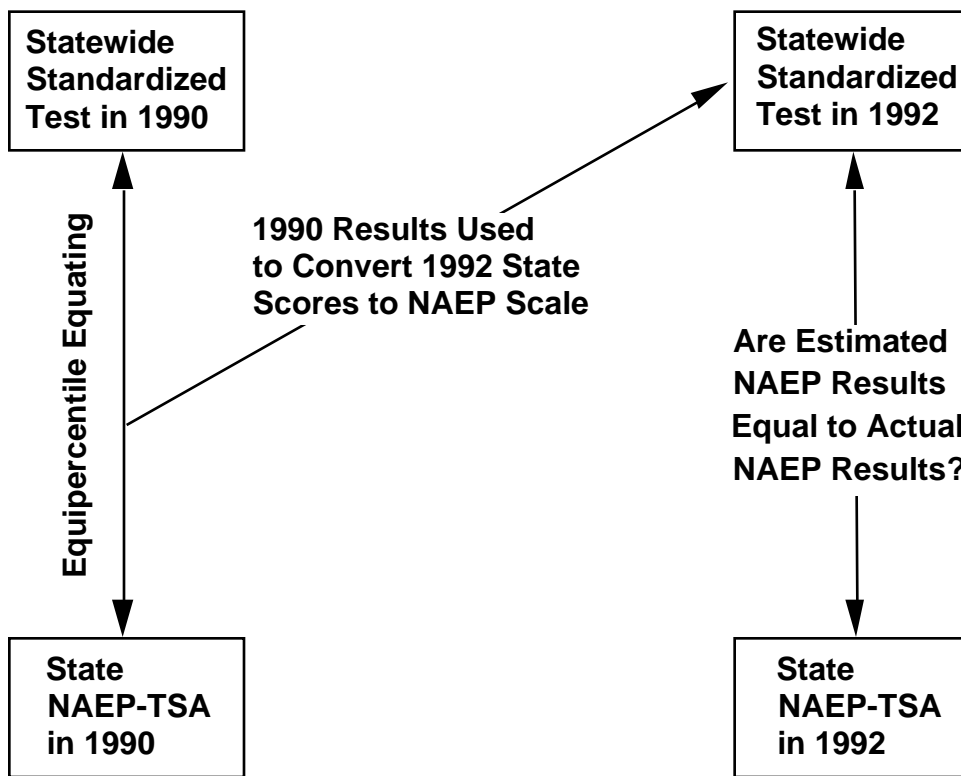 Statewide
Standardized
Test in 1990
Statewide
Standardized
Test in 1992
Equipercentile Equating
1990 Results Used
to Convert 1992 State
Scores to NAEP Scale
Are Estimated
NAEP Results
Equal to Actual
NAEP Results?
State
NAEP-TSA
in 1990
State
NAEP-TSA
in 1992